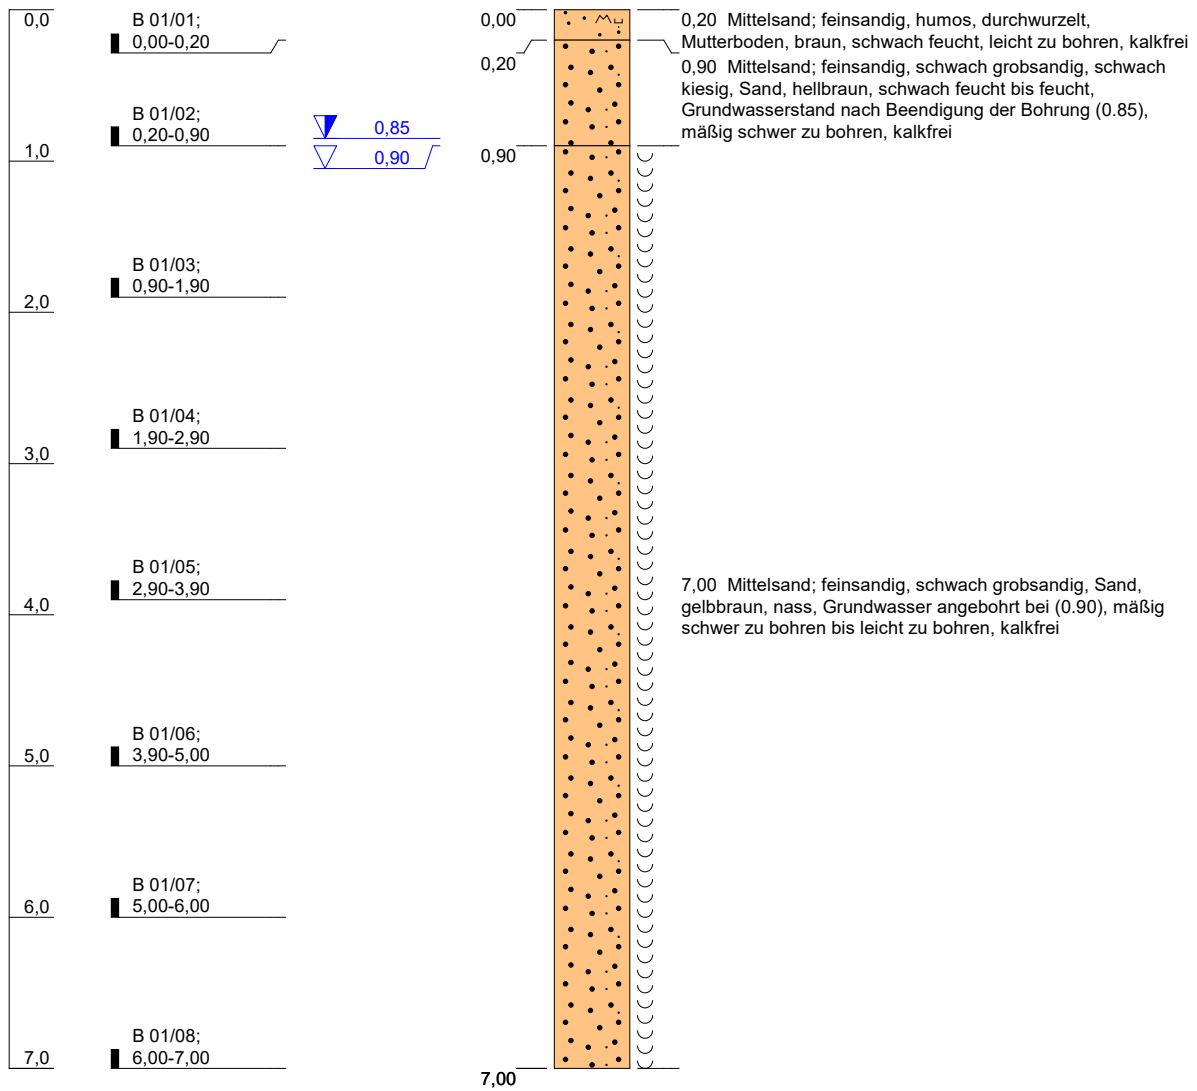 0,0
B 01/01;
0,00-0,20
B 01/02;
0,20-0,90
1,0
B 01/03;
0,90-1,90
2,0
B 01/04;
1,90-2,90
3,0
B 01/05;
2,90-3,90
4,0
B 01/06;
3,90-5,00
5,0
B 01/07;
5,00-6,00
6,0
B 01/08;
6,00-7,00
7,0
0,85
0,90
0,00
0,20
0,90
7,00
0,20 Mittelsand; feinsandig, humos, durchwurzelt,
Mutterboden, braun, schwach feucht, leicht zu bohren, kalkfrei
0,90 Mittelsand; feinsandig, schwach grobsandig, schwach
kiesig, Sand, hellbraun, schwach feucht bis feucht,
Grundwasserstand nach Beendigung der Bohrung (0.85),
mäßig schwer zu bohren, kalkfrei
7,00 Mittelsand; feinsandig, schwach grobsandig, Sand,
gelbbraun, nass, Grundwasser angebohrt bei (0.90), mäßig
schwer zu bohren bis leicht zu bohren, kalkfrei